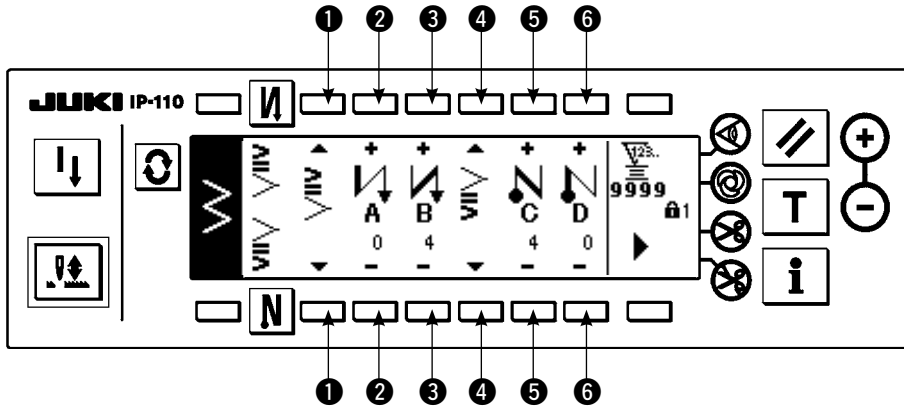 ❶ ❷ ❸ ❹ ❺ ❻
JUKI IP-110
123..
9999
1
A B C D
0 4 4 0
T
i
❶ ❷ ❸ ❹ ❺ ❻